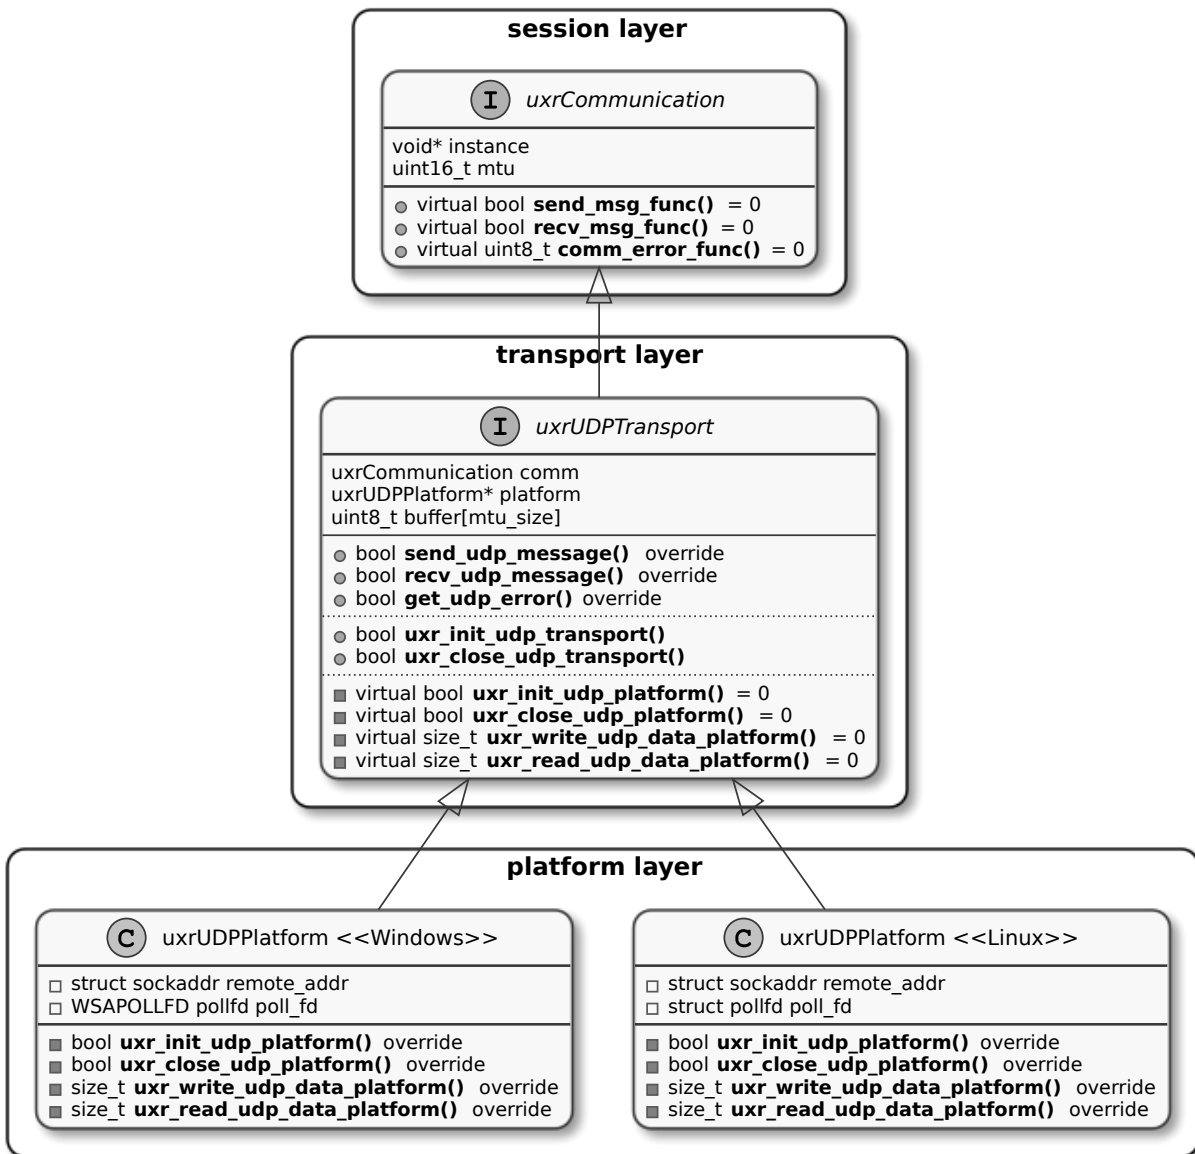 session layer
I uxrCommunication
void* instance
uint16_t mtu
virtual bool send_msg_func() = 0
virtual bool recv_msg_func() = 0
virtual uint8_t comm_error_func() = 0
transport layer
I uxrUDPTransport
uxrCommunication comm
uxrUDPPlatform* platform
uint8_t buffer[mtu_size]
bool send_udp_message() override
bool recv_udp_message() override
bool get_udp_error() override
bool uxr_init_udp_transport()
bool uxr_close_udp_transport()
virtual bool uxr_init_udp_platform() = 0
virtual bool uxr_close_udp_platform() = 0
virtual size_t uxr_write_udp_data_platform() = 0
virtual size_t uxr_read_udp_data_platform() = 0
platform layer
C uxrUDPPlatform <<Windows>>
struct sockaddr remote_addr
WSAPOLLFD pollfd poll_fd
bool uxr_init_udp_platform() override
bool uxr_close_udp_platform() override
size_t uxr_write_udp_data_platform() override
size_t uxr_read_udp_data_platform() override
C uxrUDPPlatform <<Linux>>
struct sockaddr remote_addr
struct pollfd poll_fd
bool uxr_init_udp_platform() override
bool uxr_close_udp_platform() override
size_t uxr_write_udp_data_platform() override
size_t uxr_read_udp_data_platform() override